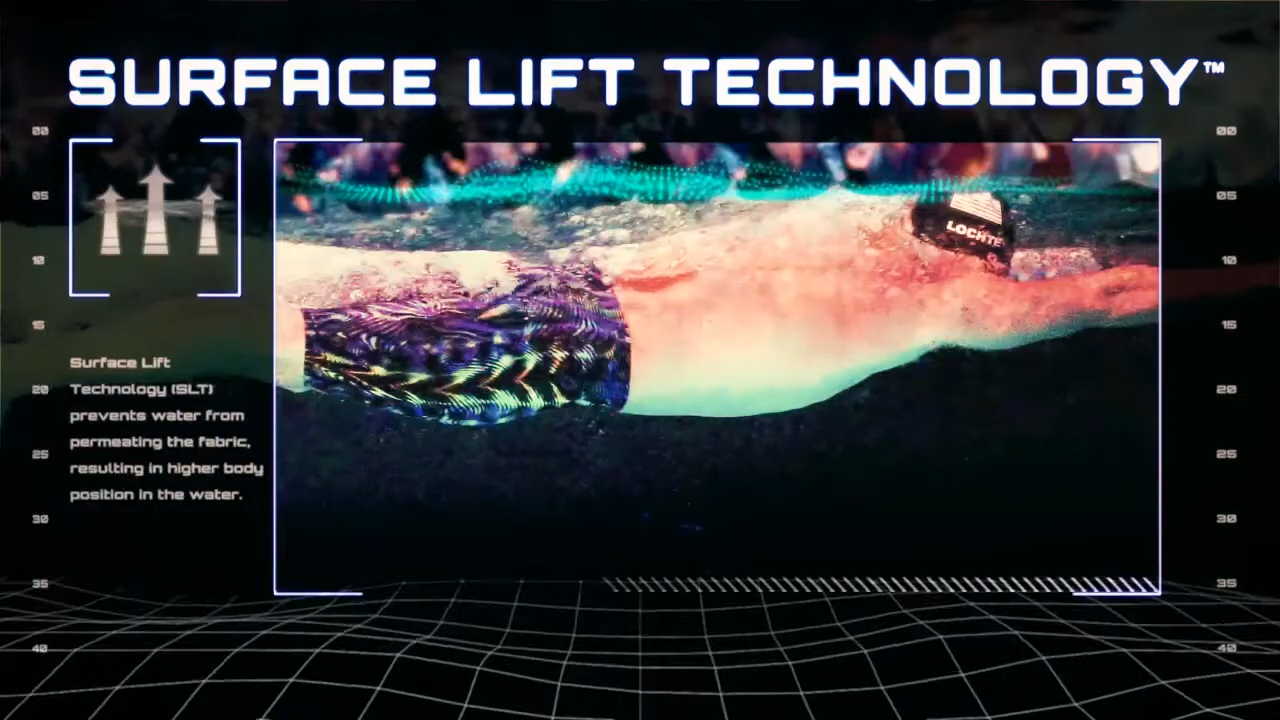 SURFACE LIFT TECHNOLOGY™
00
05
10
15
20
25
30
35
40
Surface Lift
Technology (SLT)
prevents water from
permeating the fabric,
resulting in higher body
position in the water.
LOCHTE
00
05
10
15
20
25
30
35
40